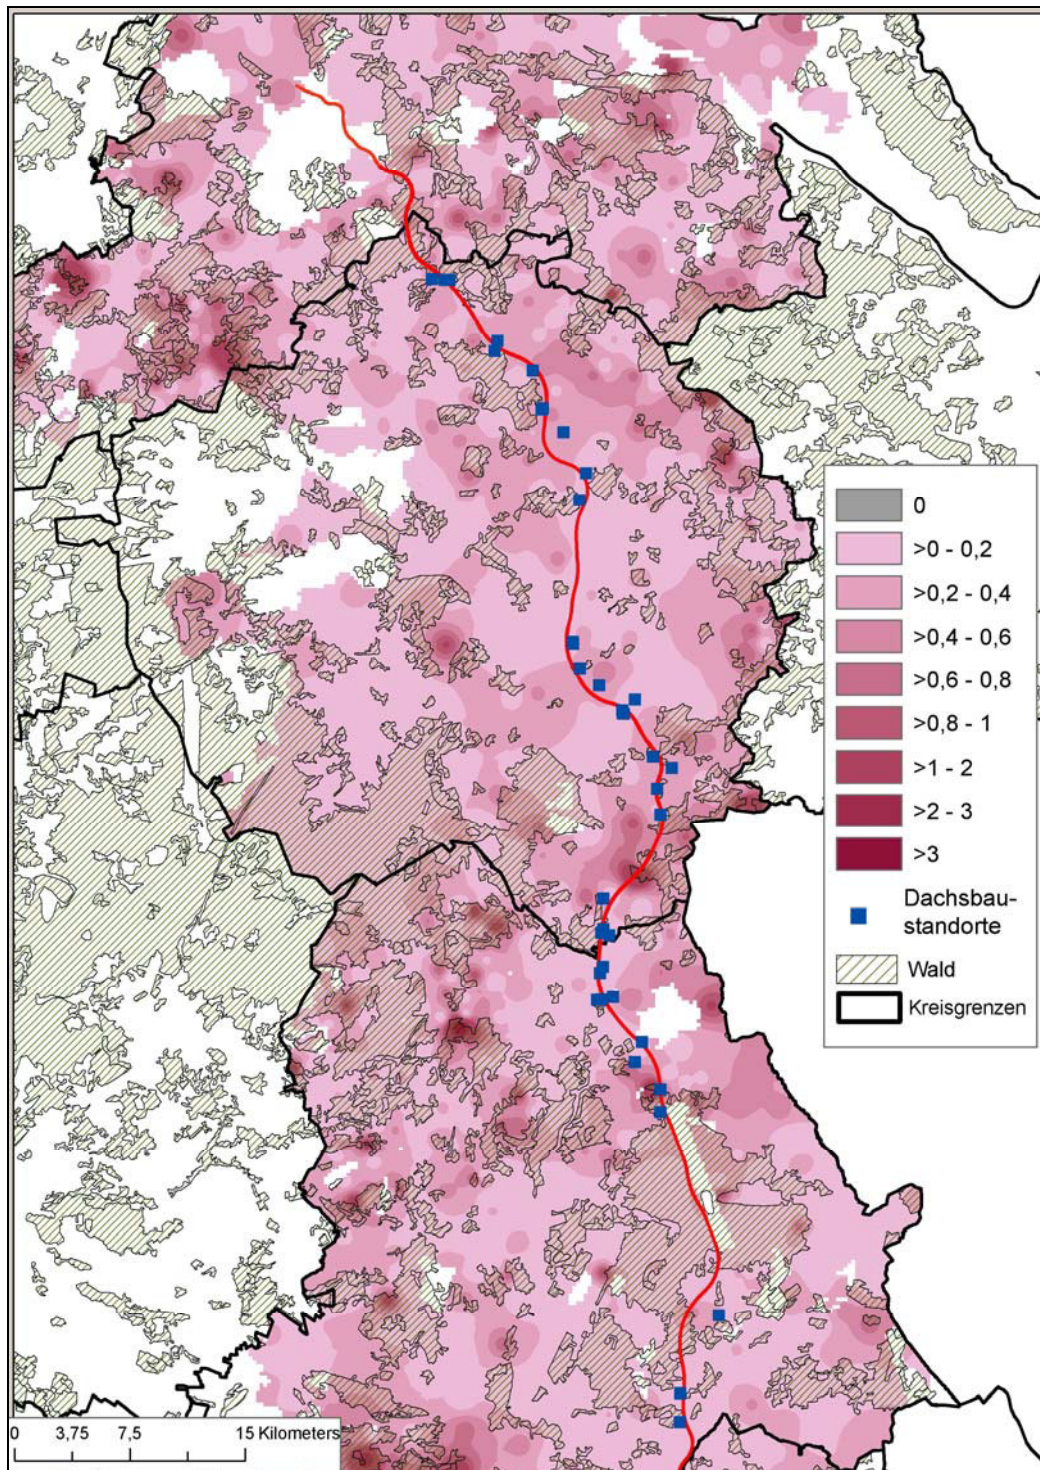 0
>0 - 0,2
>0,2 - 0,4
>0,4 - 0,6
>0,6 - 0,8
>0,8 - 1
>1 - 2
>2 - 3
>3
Dachsbau-
standorte
Wald
Kreisgrenzen
0 3,75 7,5 15 Kilometers